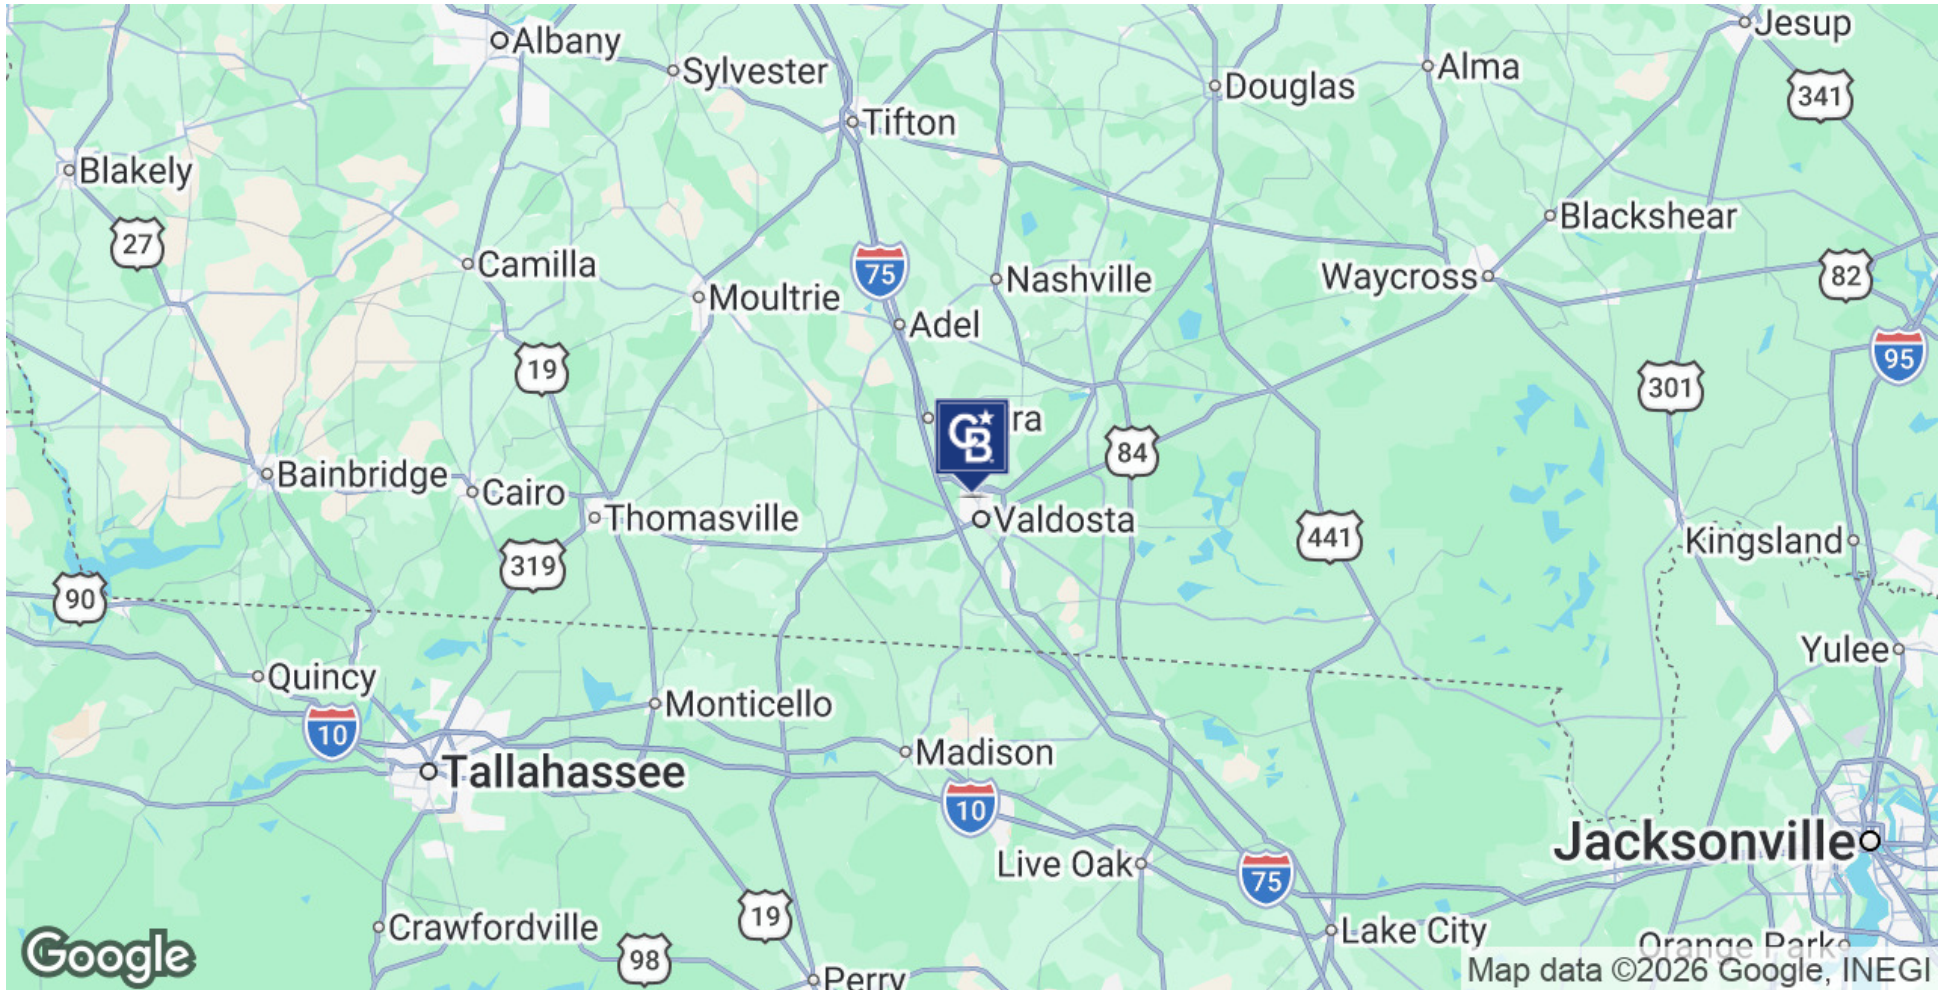 Albany
Jesup
Sylvester
Alma
Douglas
341
Tifton
Blakely
Blackshear
27
Camilla
75
Nashville
Waycross
82
Moultrie
Adel
95
19
301
CB
ra
84
Bainbridge
Cairo
Thomasville
Valdosta
441
Kingsland
319
90
Yulee
Quincy
Monticello
10
Madison
Tallahassee
10
Jacksonville
Live Oak
75
19
Crawfordville
Lake City
Orange Park
Google
98
Map data ©2026 Google, INEGI
Perry